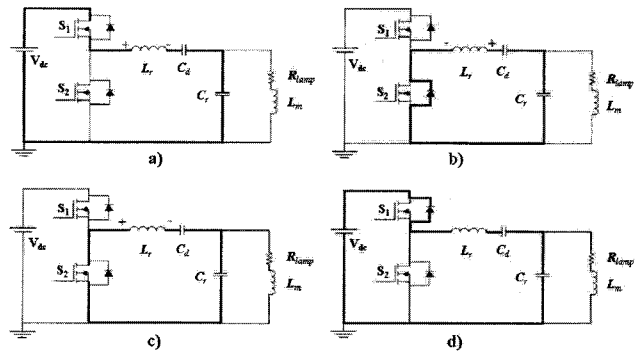 S1
+ -
Vdc
Lr Cd
S2
Cr
Rlamp
Lm
a)
S1
- +
Vdc
Lr Cd
S2
Cr
Rlamp
Lm
b)
S1
+ -
Vdc
Lr Cd
S2
Cr
Rlamp
Lm
c)
S1
Vdc
Lr Cd
S2
Cr
Rlamp
Lm
d)